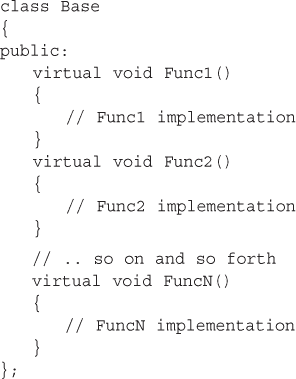 class Base
{
public:
   virtual void Func1()
   {
      // Func1 implementation
   }
   virtual void Func2()
   {
      // Func2 implementation
   }
   // .. so on and so forth
   virtual void FuncN()
   {
      // FuncN implementation
   }
};